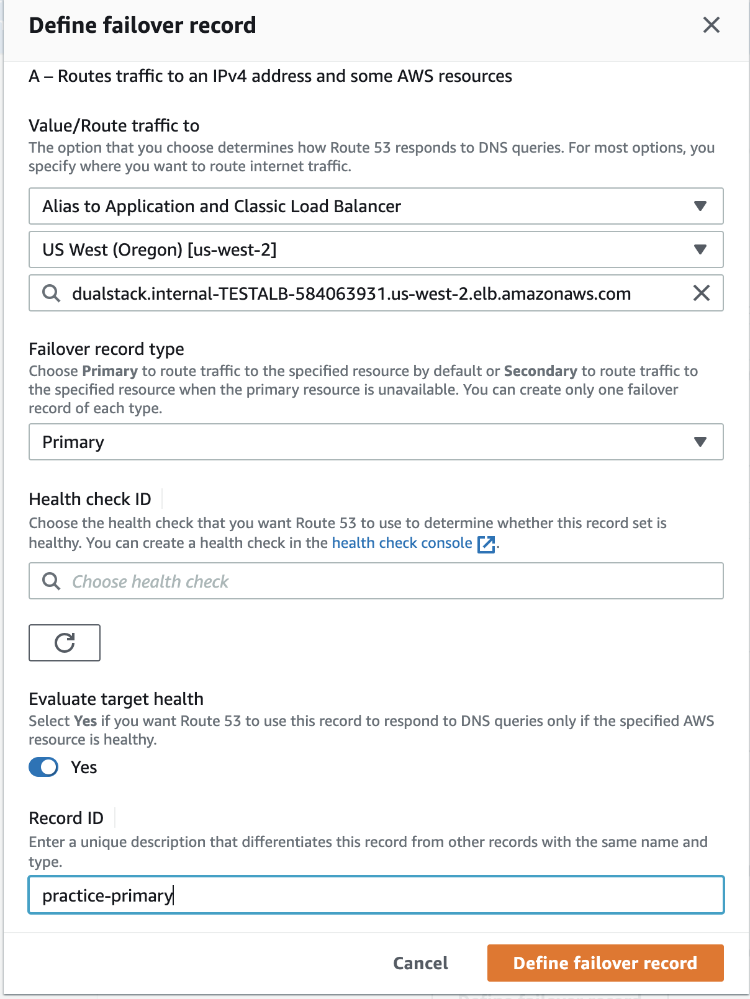 Define failover record
A – Routes traffic to an IPv4 address and some AWS resources
Value/Route traffic to
The option that you choose determines how Route 53 responds to DNS queries. For most options, you
specify where you want to route internet traffic.
Alias to Application and Classic Load Balancer
US West (Oregon) [us-west-2]
dualstack.internal-TESTALB-584063931.us-west-2.elb.amazonaws.com
Failover record type
Choose Primary to route traffic to the specified resource by default or Secondary to route traffic to
the specified resource when the primary resource is unavailable. You can create only one failover
record of each type.
Primary
Health check ID
Choose the health check that you want Route 53 to use to determine whether this record set is
healthy. You can create a health check in the health check console.
Choose health check
Evaluate target health
Select Yes if you want Route 53 to use this record to respond to DNS queries only if the specified AWS
resource is healthy.
Yes
Record ID
Enter a unique description that differentiates this record from other records with the same name and
type.
practice-primary
Cancel
Define failover record